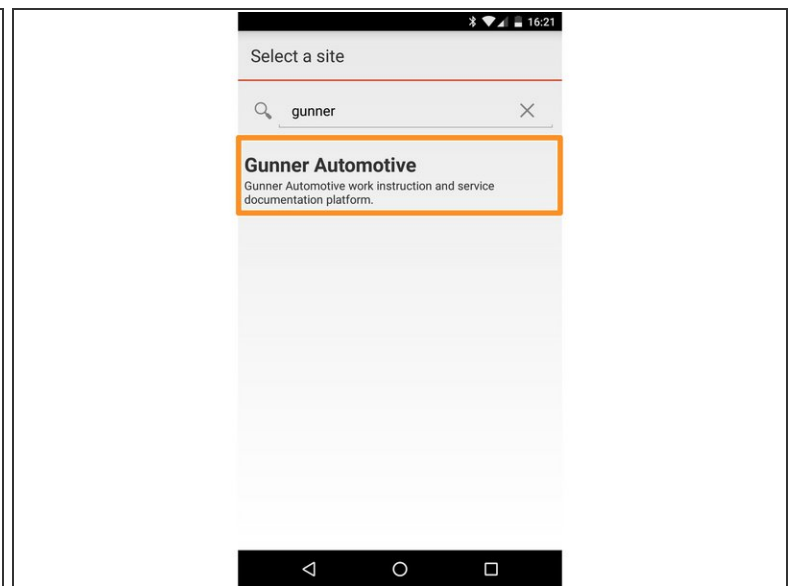 16:21
Select a site
gunner
Gunner Automotive
Gunner Automotive work instruction and service
documentation platform.